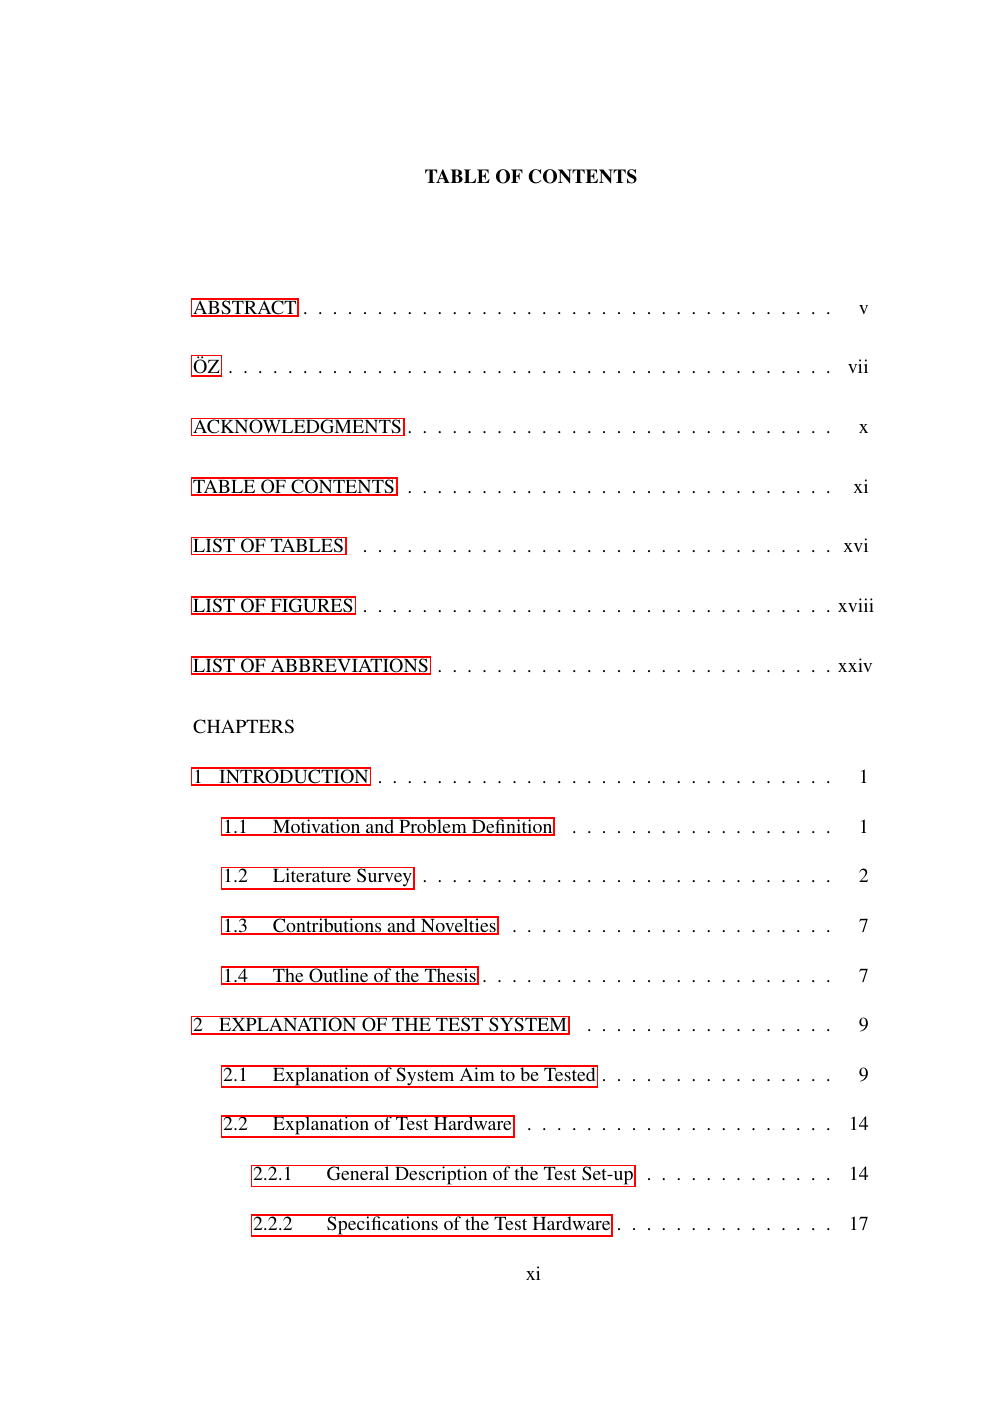 TABLE OF CONTENTS
ABSTRACT . . . . . . . . . . . . . . . . . . . . . . . . . . . . . . . . . . . . v
ÖZ . . . . . . . . . . . . . . . . . . . . . . . . . . . . . . . . . . . . . . . . . vii
ACKNOWLEDGMENTS . . . . . . . . . . . . . . . . . . . . . . . . . . . . . x
TABLE OF CONTENTS . . . . . . . . . . . . . . . . . . . . . . . . . . . . . xi
LIST OF TABLES . . . . . . . . . . . . . . . . . . . . . . . . . . . . . . . . xvi
LIST OF FIGURES . . . . . . . . . . . . . . . . . . . . . . . . . . . . . . . . xviii
LIST OF ABBREVIATIONS . . . . . . . . . . . . . . . . . . . . . . . . . . . xxiv
CHAPTERS
1 INTRODUCTION . . . . . . . . . . . . . . . . . . . . . . . . . . . . . . . 1
1.1 Motivation and Problem Definition . . . . . . . . . . . . . . . . . . 1
1.2 Literature Survey . . . . . . . . . . . . . . . . . . . . . . . . . . . . 2
1.3 Contributions and Novelties . . . . . . . . . . . . . . . . . . . . . . 7
1.4 The Outline of the Thesis . . . . . . . . . . . . . . . . . . . . . . . . 7
2 EXPLANATION OF THE TEST SYSTEM . . . . . . . . . . . . . . . . . 9
2.1 Explanation of System Aim to be Tested . . . . . . . . . . . . . . . . 9
2.2 Explanation of Test Hardware . . . . . . . . . . . . . . . . . . . . . 14
2.2.1 General Description of the Test Set-up . . . . . . . . . . . . . 14
2.2.2 Specifications of the Test Hardware . . . . . . . . . . . . . . . 17
xi